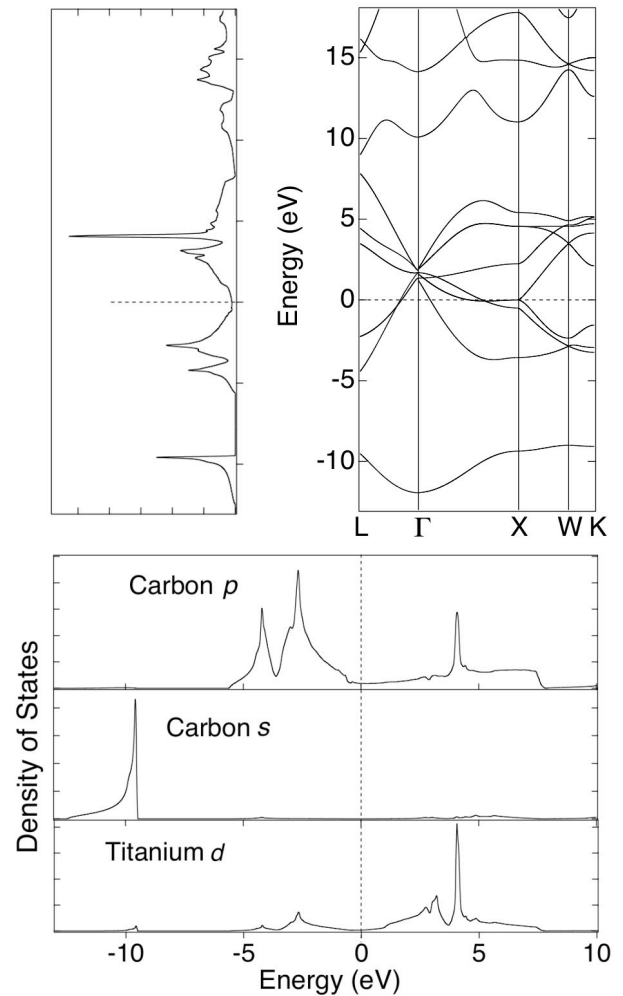 Energy (eV)
15
10
5
0
-5
-10
L Γ X W K
Density of States
Carbon p
Carbon s
Titanium d
-10 -5 0 5 10
Energy (eV)